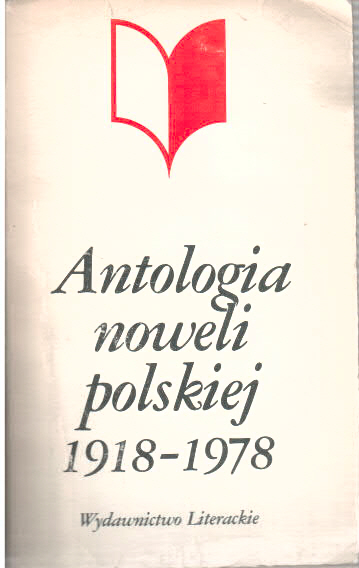 Antologia
noweli
polskiej
1918-1978
Wydawnictwo Literackie